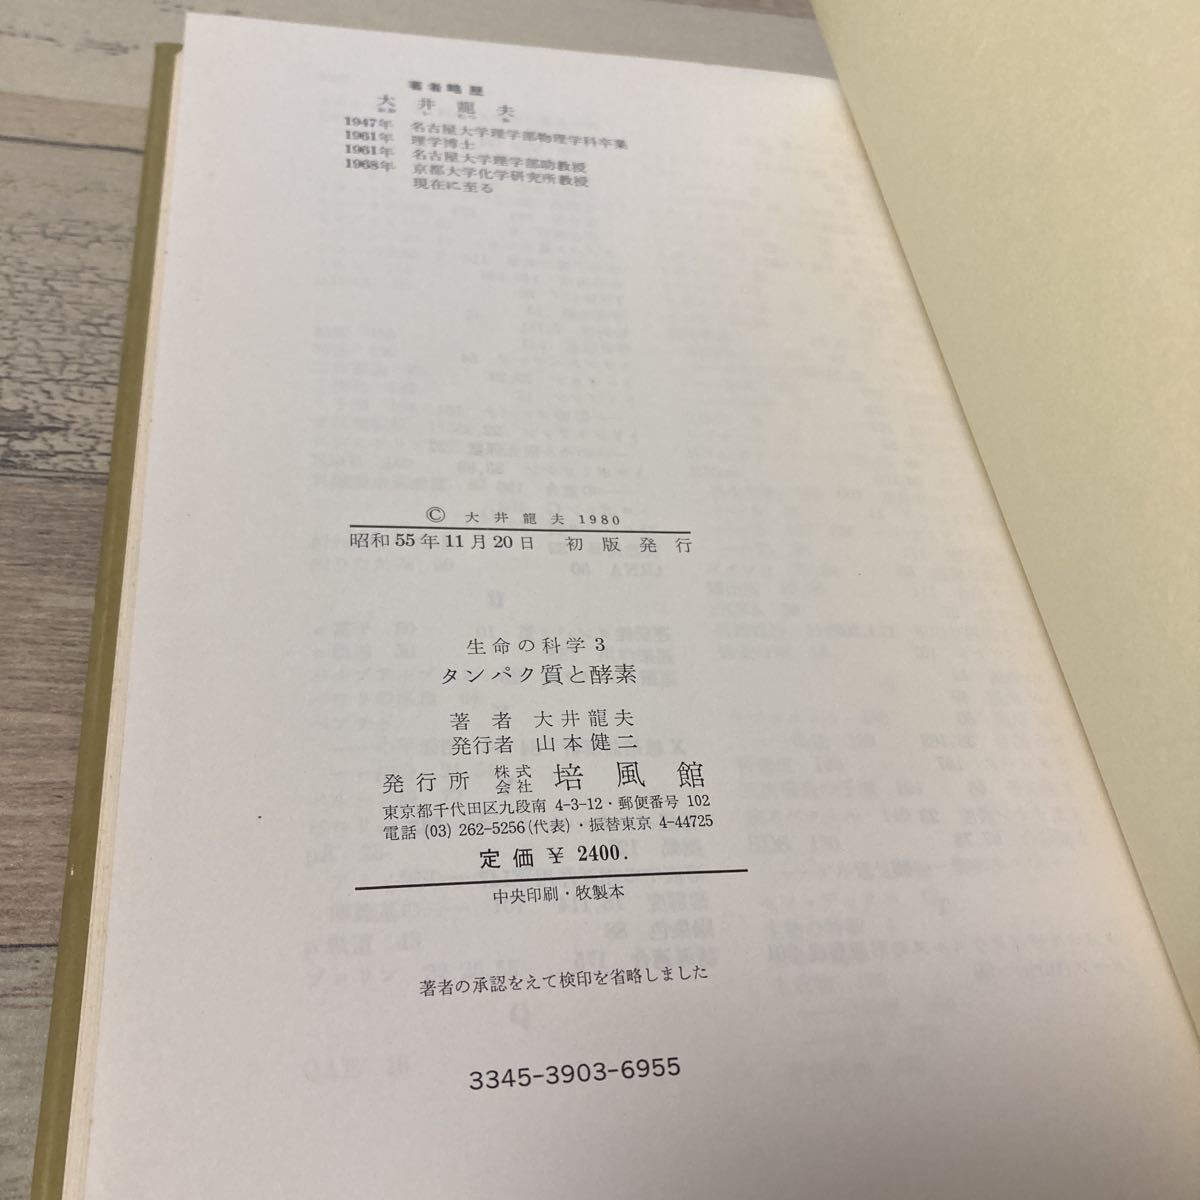 著者略歴
大井龍夫
1947年 名古屋大学理学部物理学科卒業
1961年 理学博士
1961年 名古屋大学理学部助教授
1968年 京都大学化学研究所教授
現在に至る
© 大井龍夫 1980
昭和55年11月20日 初版発行
生命の科学3
タンパク質と酵素
著者 大井龍夫
発行者 山本健二
発行所 株式会社 培風館
東京都千代田区九段南4-3-12・郵便番号102
電話(03)262-5256(代表)・振替東京4-44725
定価¥2400.
中央印刷・牧製本
著者の承認をえて検印を省略しました
3345-3903-6955